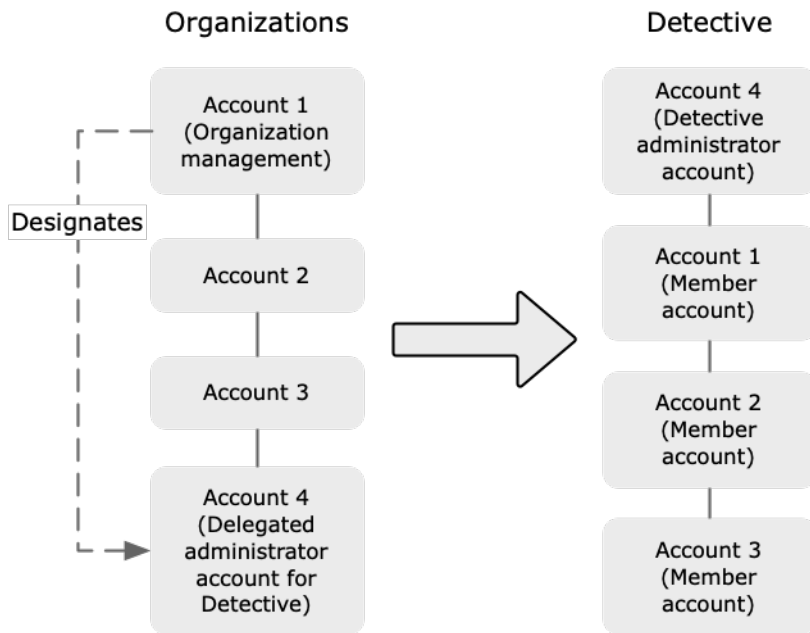 Organizations
Account 1
(Organization
management)
Designates
Account 2
Account 3
Account 4
(Delegated
administrator
account for
Detective)
Detective
Account 4
(Detective
administrator
account)
Account 1
(Member
account)
Account 2
(Member
account)
Account 3
(Member
account)